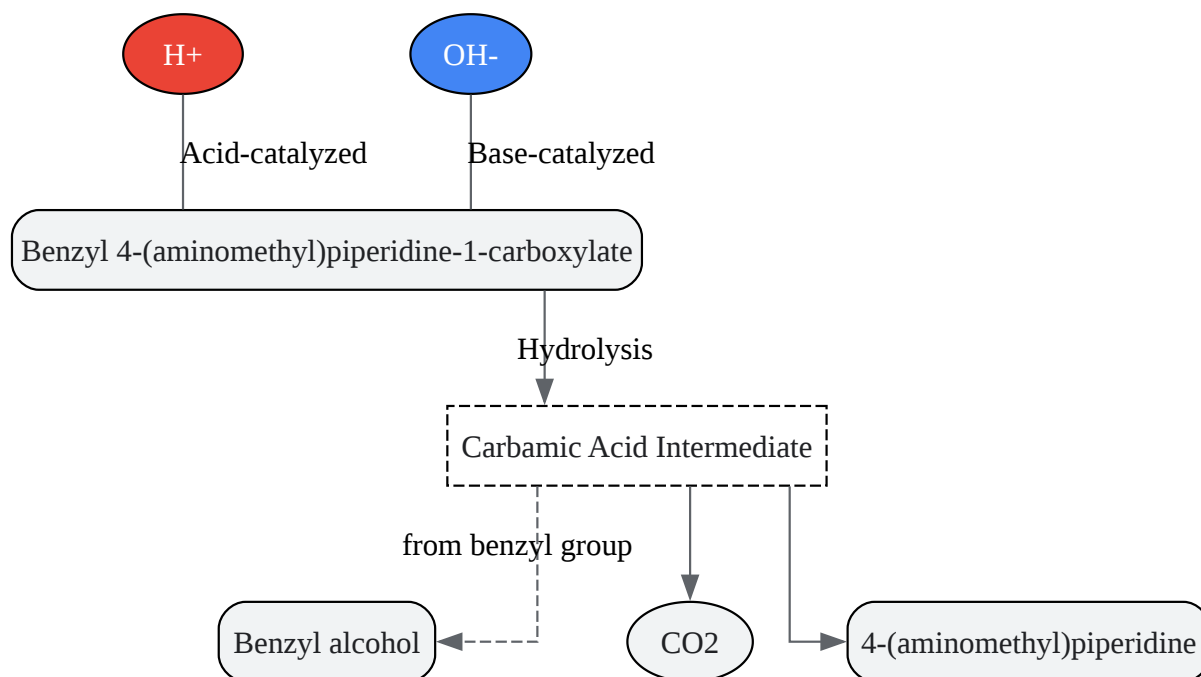 H+
OH-
Acid-catalyzed
Base-catalyzed
Benzyl 4-(aminomethyl)piperidine-1-carboxylate
Hydrolysis
Carbamic Acid Intermediate
from benzyl group
Benzyl alcohol
CO2
4-(aminomethyl)piperidine